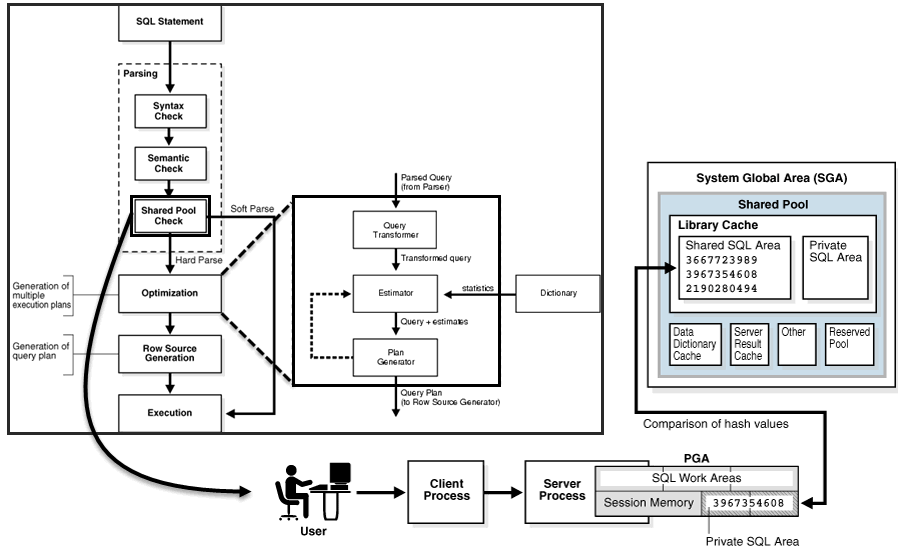 SQL Statement
Parsing
Syntax
Check
Semantic
Check
Shared Pool
Check
Soft Parse
Hard Parse
Generation of
multiple
execution plans
Optimization
Generation of
query plan
Row Source
Generation
Execution
Parsed Query
(from Parser)
Query
Transformer
Transformed query
Estimator
statistics
Dictionary
Query + estimates
Plan
Generator
Query Plan
(to Row Source Generator)
System Global Area (SGA)
Shared Pool
Library Cache
Shared SQL Area
3667723989
3967354608
2190280494
Private
SQL Area
Data
Dictionary
Cache
Server
Result
Cache
Other
Reserved
Pool
Comparison of hash values
User
Client
Process
Server
Process
PGA
SQL Work Areas
Session Memory
3967354608
Private SQL Area